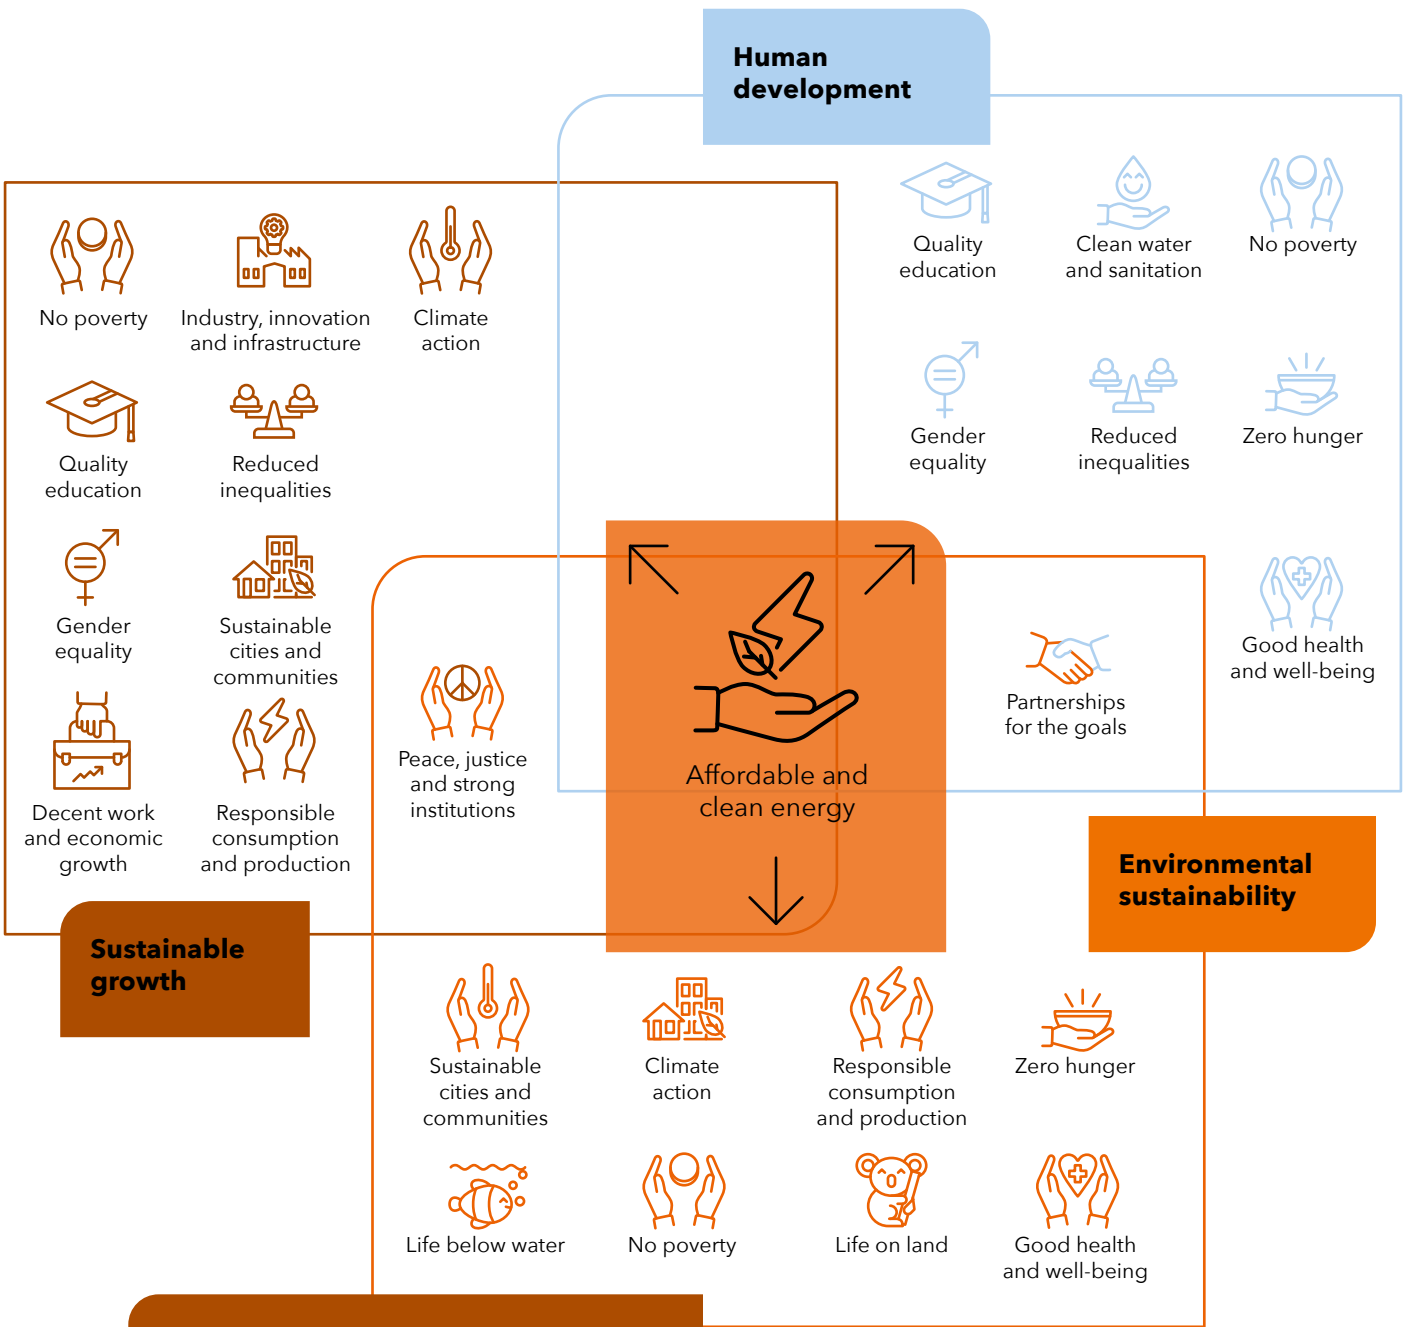 Human
development
Quality
education
Clean water
and sanitation
No poverty
Gender
equality
Reduced
inequalities
Zero hunger
Good health
and well-being
No poverty
Industry, innovation
and infrastructure
Climate
action
Quality
education
Reduced
inequalities
Gender
equality
Sustainable
cities and
communities
Decent work
and economic
growth
Responsible
consumption
and production
Sustainable
growth
Peace, justice
and strong
institutions
Affordable and
clean energy
Partnerships
for the goals
Environmental
sustainability
Sustainable
cities and
communities
Climate
action
Responsible
consumption
and production
Zero hunger
Life below water
No poverty
Life on land
Good health
and well-being